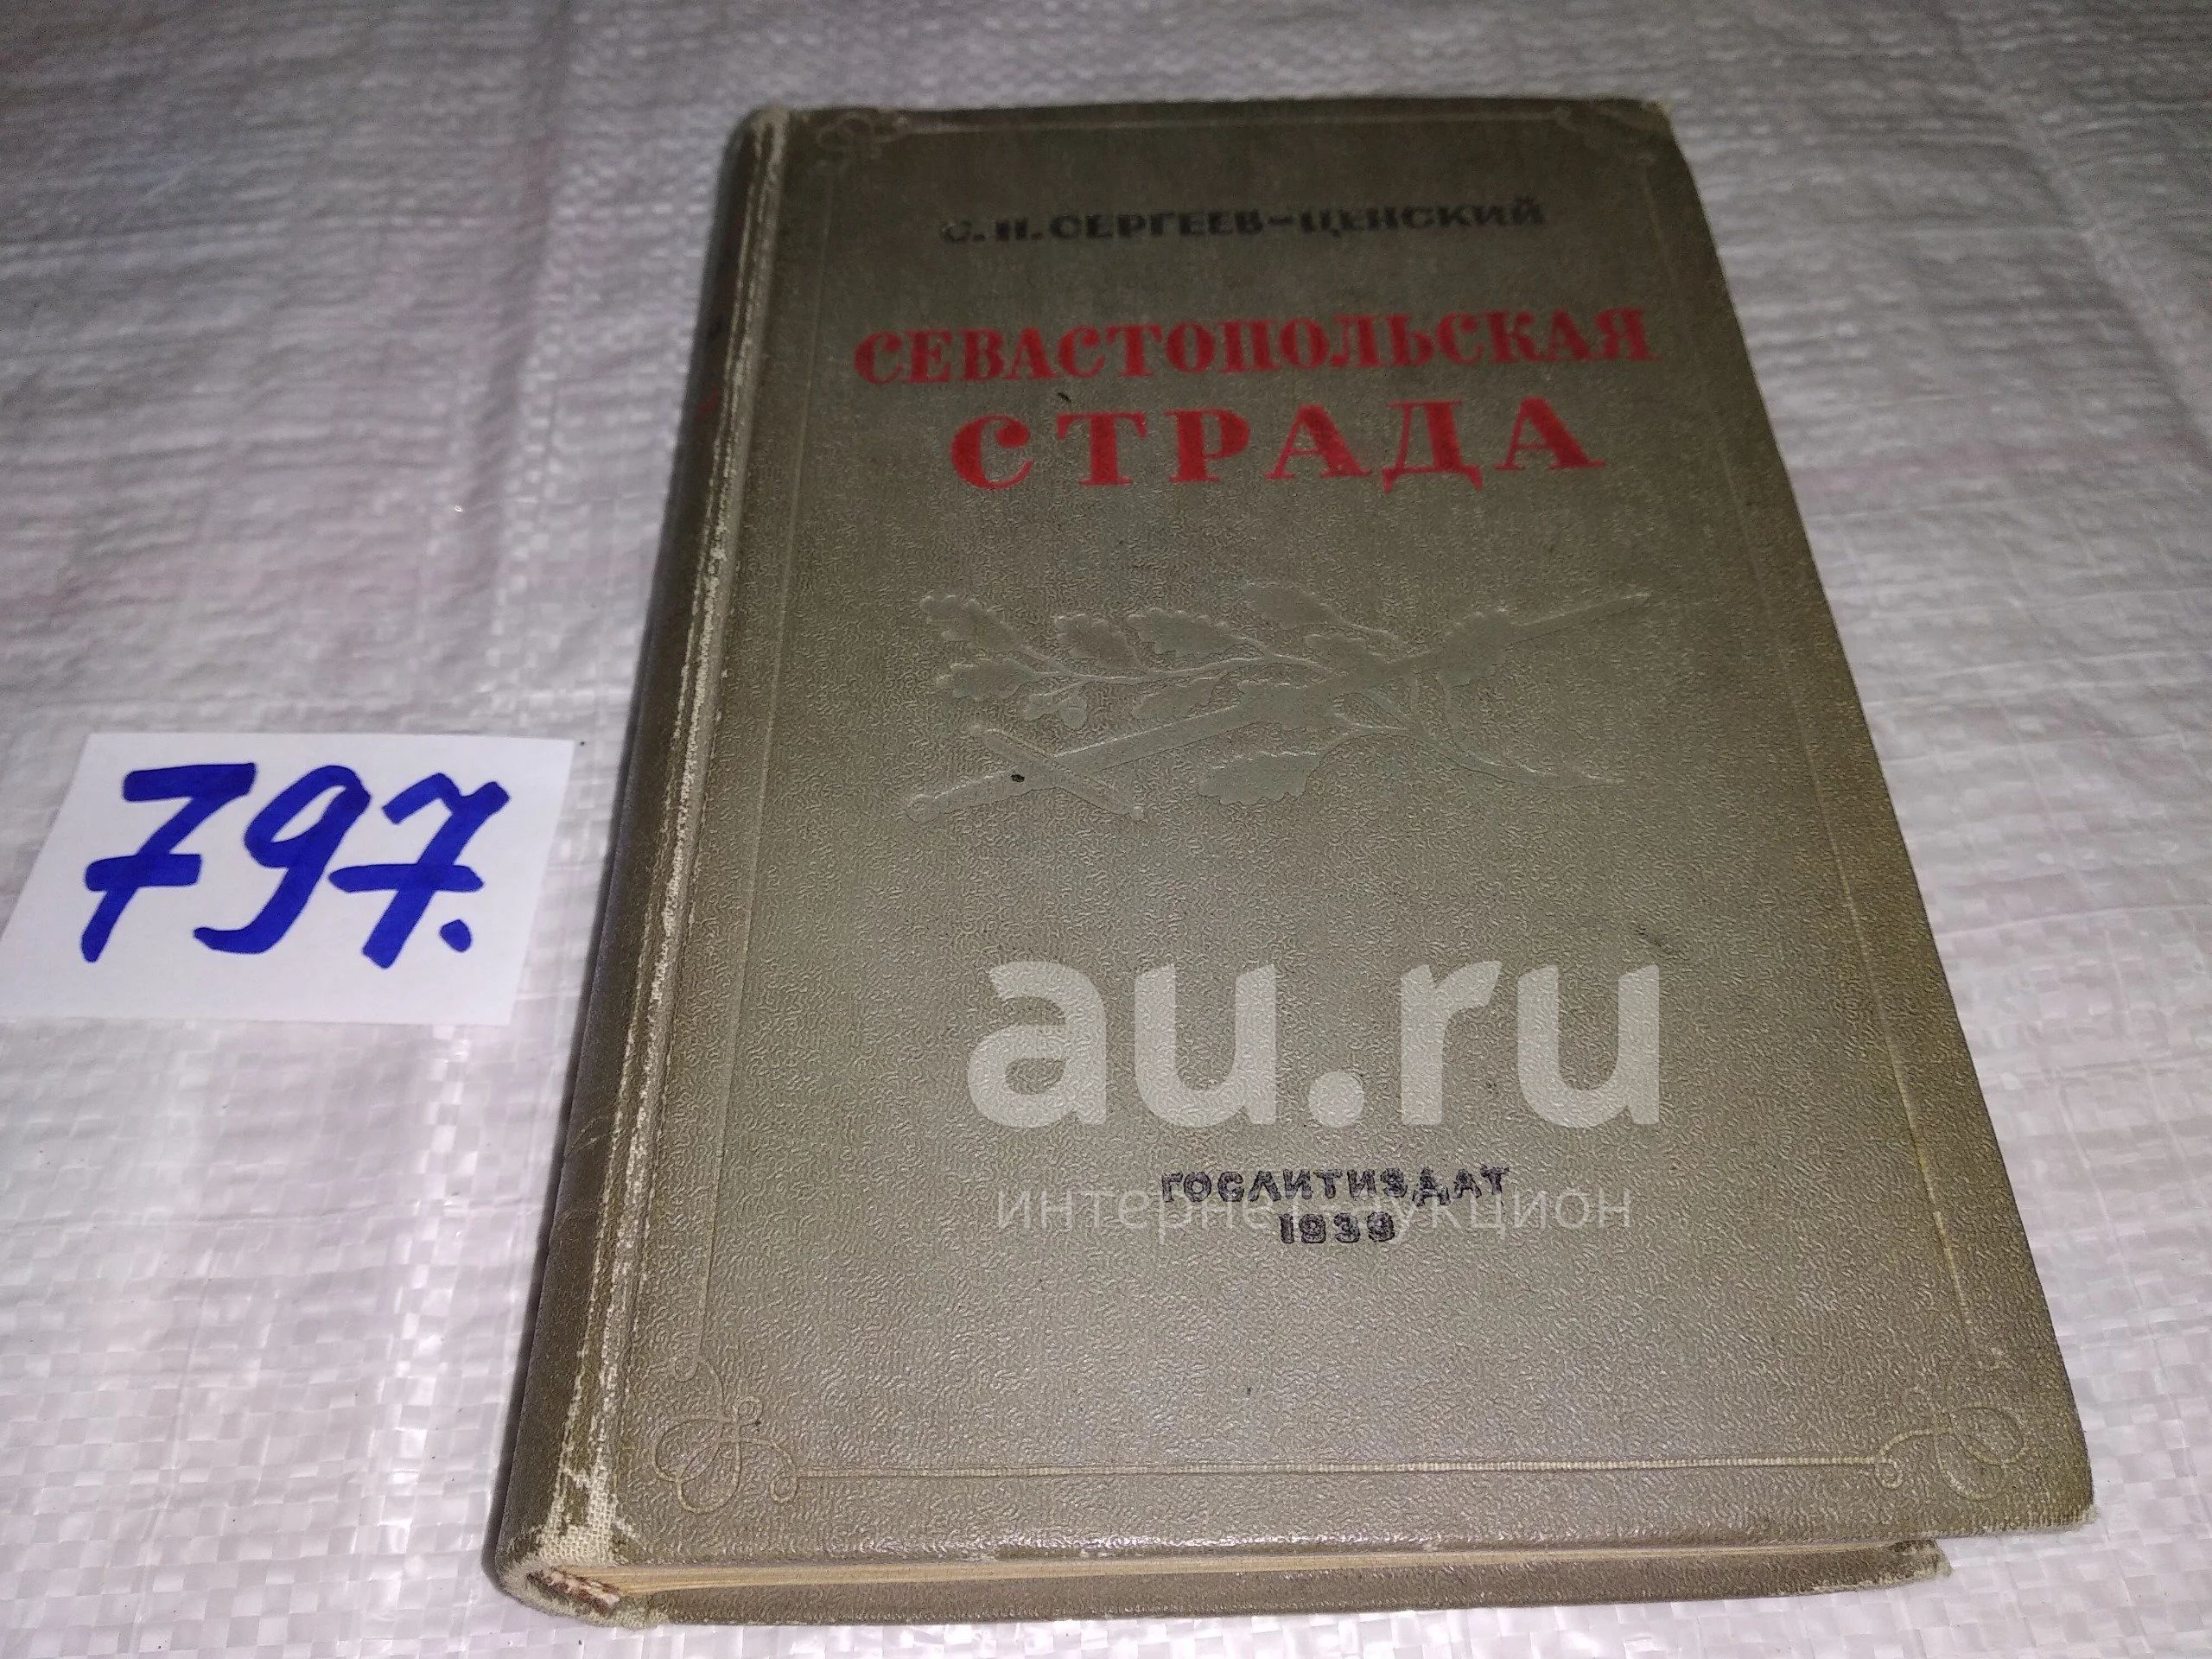 С. Н. СЕРГЕЕВ-ЦЕНСКИЙ
СЕВАСТОПОЛЬСКАЯ
СТРАДА
797.
au.ru
ГОСЛИТИЗДАТ
интернет аукцион
1939